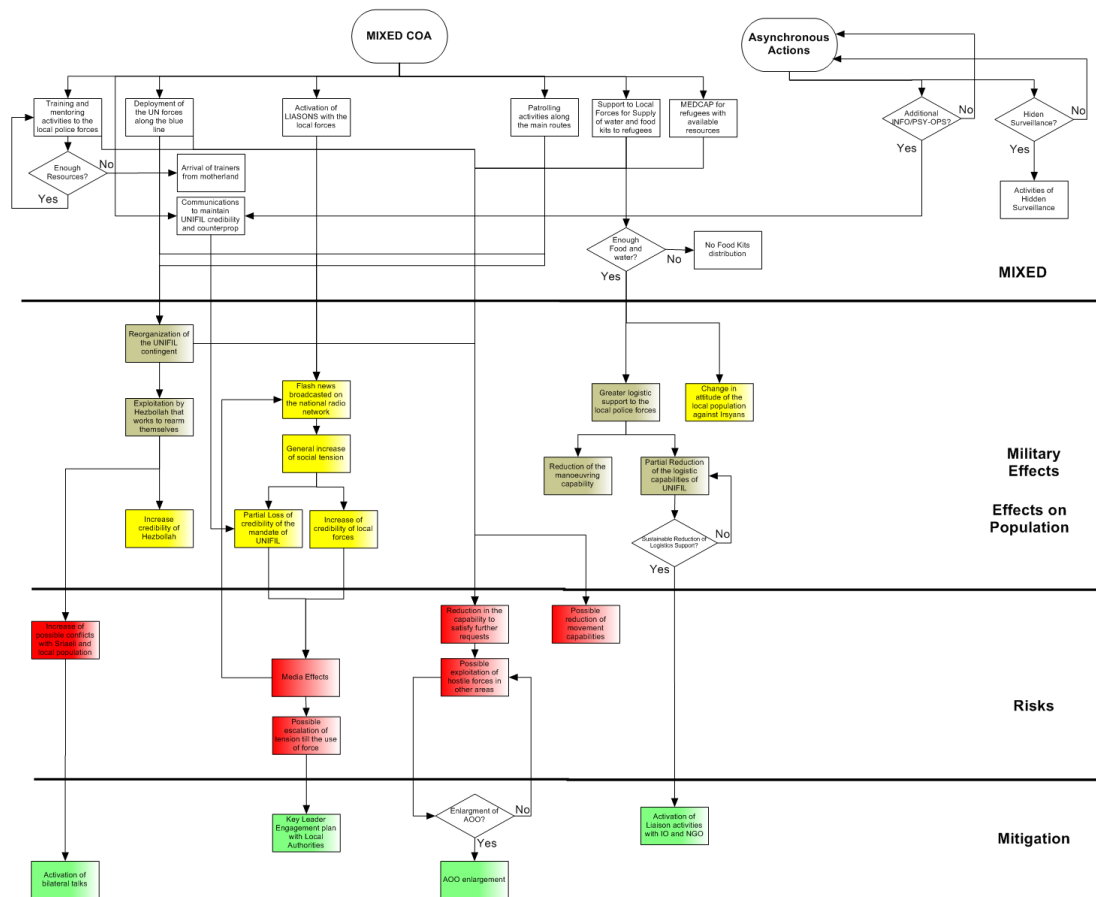 MIXED COA
Asynchronous
Actions
Training and
mentoring
activities to the
local police forces
Deployment of
the UN forces
along the blue
line
Activation of
LIASONS with the
local forces
Patrolling
activities along
the main routes
Support to Local
Forces for Supply
of water and food
kits to refugees
MEDCAP for
refugees with
available
resources
Additional
INFO/PSY-OPS?
No
Hiden
Surveillance?
No
Yes
Yes
Enough
Resources?
No
Yes
Arrival of trainers
from motherland
Activities of
Hidden
Surveillance
Communications
to maintain
UNIFIL credibility
and counterprop
Enough
Food and
water?
No
Yes
No Food Kits
distribution
MIXED
Reorganization of
the UNIFIL
contingent
Exploitation by
Hezbollah that
works to rearm
themselves
Flash news
broadcasted on
the national radio
network
Greater logistic
support to the
local police forces
Change in
attitude of the
local population
against Irsyans
General increase
of social tension
Reduction of the
manoeuvring
capability
Partial Reduction
of the logistic
capabilities of
UNIFIL
Military
Effects
Increase
credibility of
Hezbollah
Partial Loss of
credibility of the
mandate of
UNIFIL
Increase of
credibility of local
forces
Sustainable Reduction of
Logistics Support?
No
Yes
Effects on
Population
Increase of
possible conflicts
with Sraeli and
local population
Reduction in the
capability to
satisfy further
requests
Possible
reduction of
movement
capabilities
Media Effects
Possible
exploitation of
hostile forces in
other areas
Possible
escalation of
tension till the use
of force
Risks
Key Leader
Engagement plan
with Local
Authorities
Enlargment of
AOO?
No
Yes
Activation of
Liaison activities
with IO and NGO
Mitigation
Activation of
bilateral talks
AOO enlargement